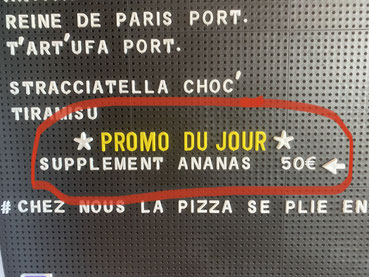 REINE DE PARIS PORT.
T'ART'UFA PORT.
STRACCIATELLA CHOC'
TIRAMISU
★ PROMO DU JOUR ★
SUPPLEMENT ANANAS 50€ ←
# CHEZ NOUS LA PIZZA SE PLIE EN